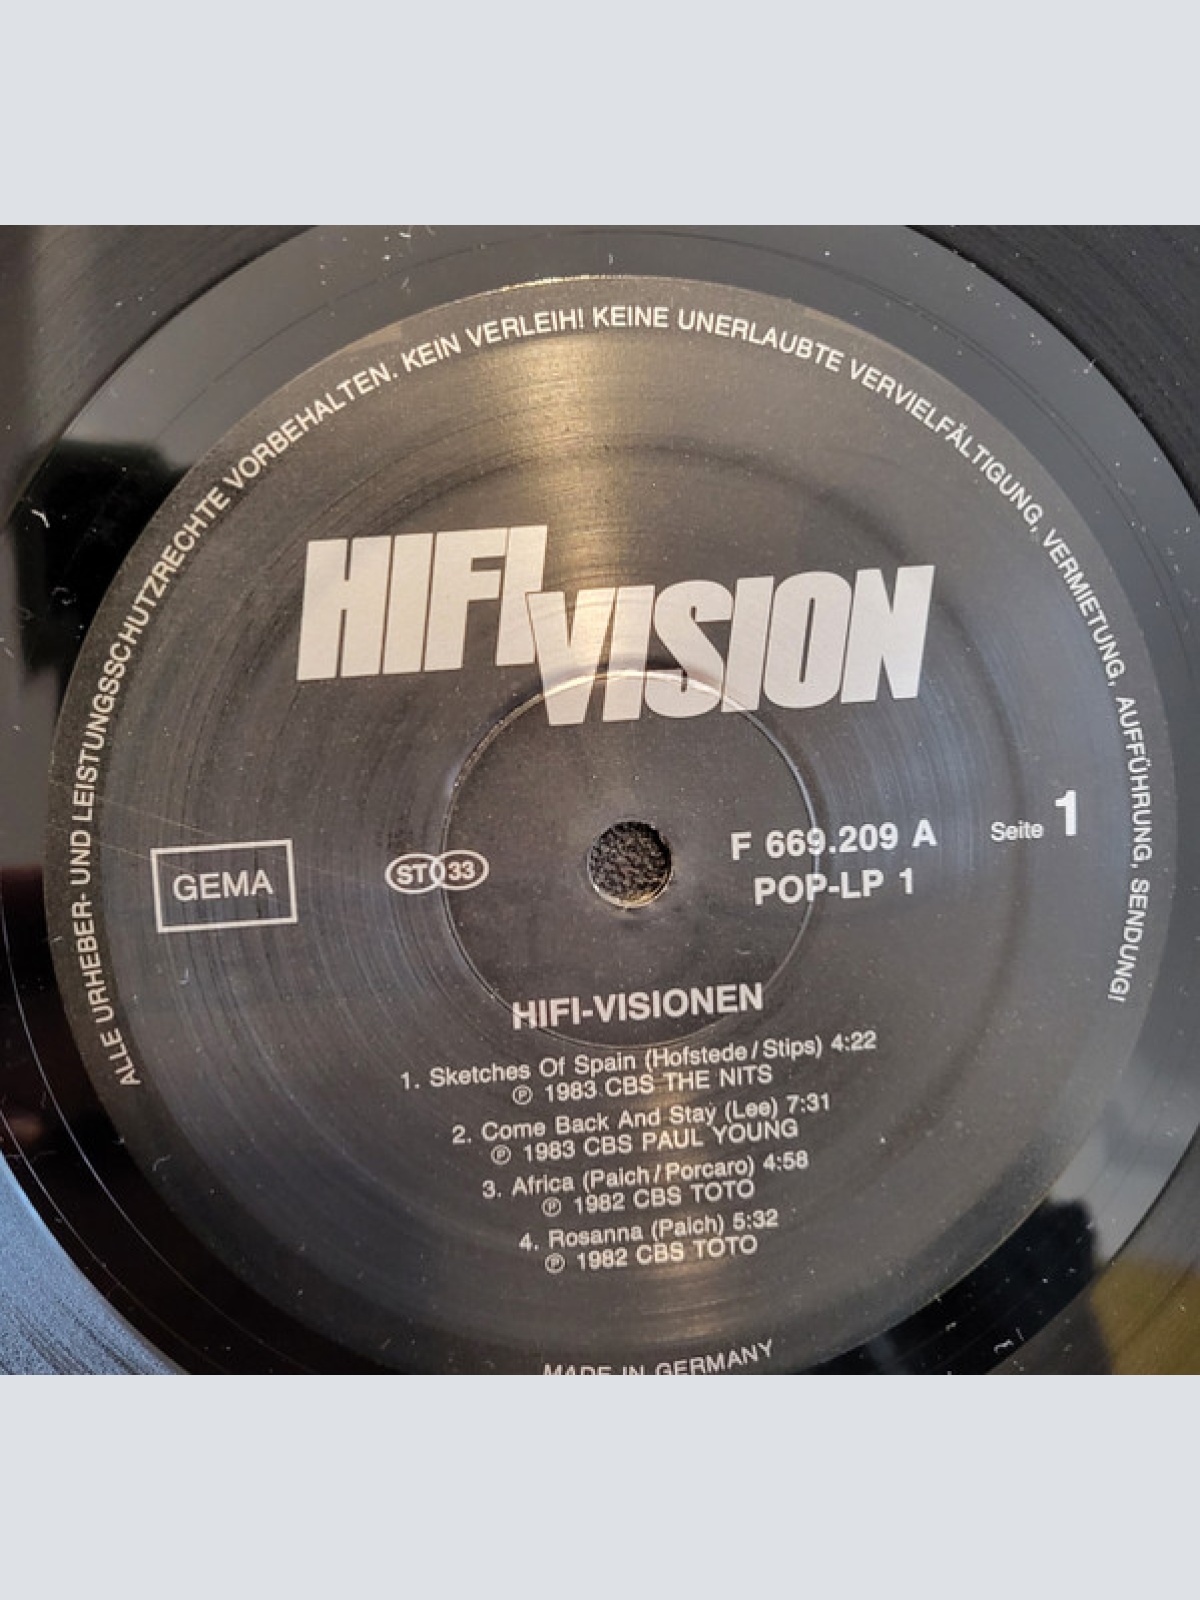 ALLE URHEBER- UND LEISTUNGSSCHUTZRECHTE VORBEHALTEN. KEIN VERLEIH! KEINE UNERLAUBTE VERVIELFÄLTIGUNG, VERMIETUNG, AUFFÜHRUNG, SENDUNG!
HIFI VISION
GEMA
ST 33
F 669.209 A
POP-LP 1
Seite 1
HIFI-VISIONEN
1. Sketches Of Spain (Hofstede/Stips) 4:22
Ⓟ 1983 CBS THE NITS
2. Come Back And Stay (Lee) 7:31
Ⓟ 1983 CBS PAUL YOUNG
3. Africa (Paich/Porcaro) 4:58
Ⓟ 1982 CBS TOTO
4. Rosanna (Paich) 5:32
Ⓟ 1982 CBS TOTO
MADE IN GERMANY